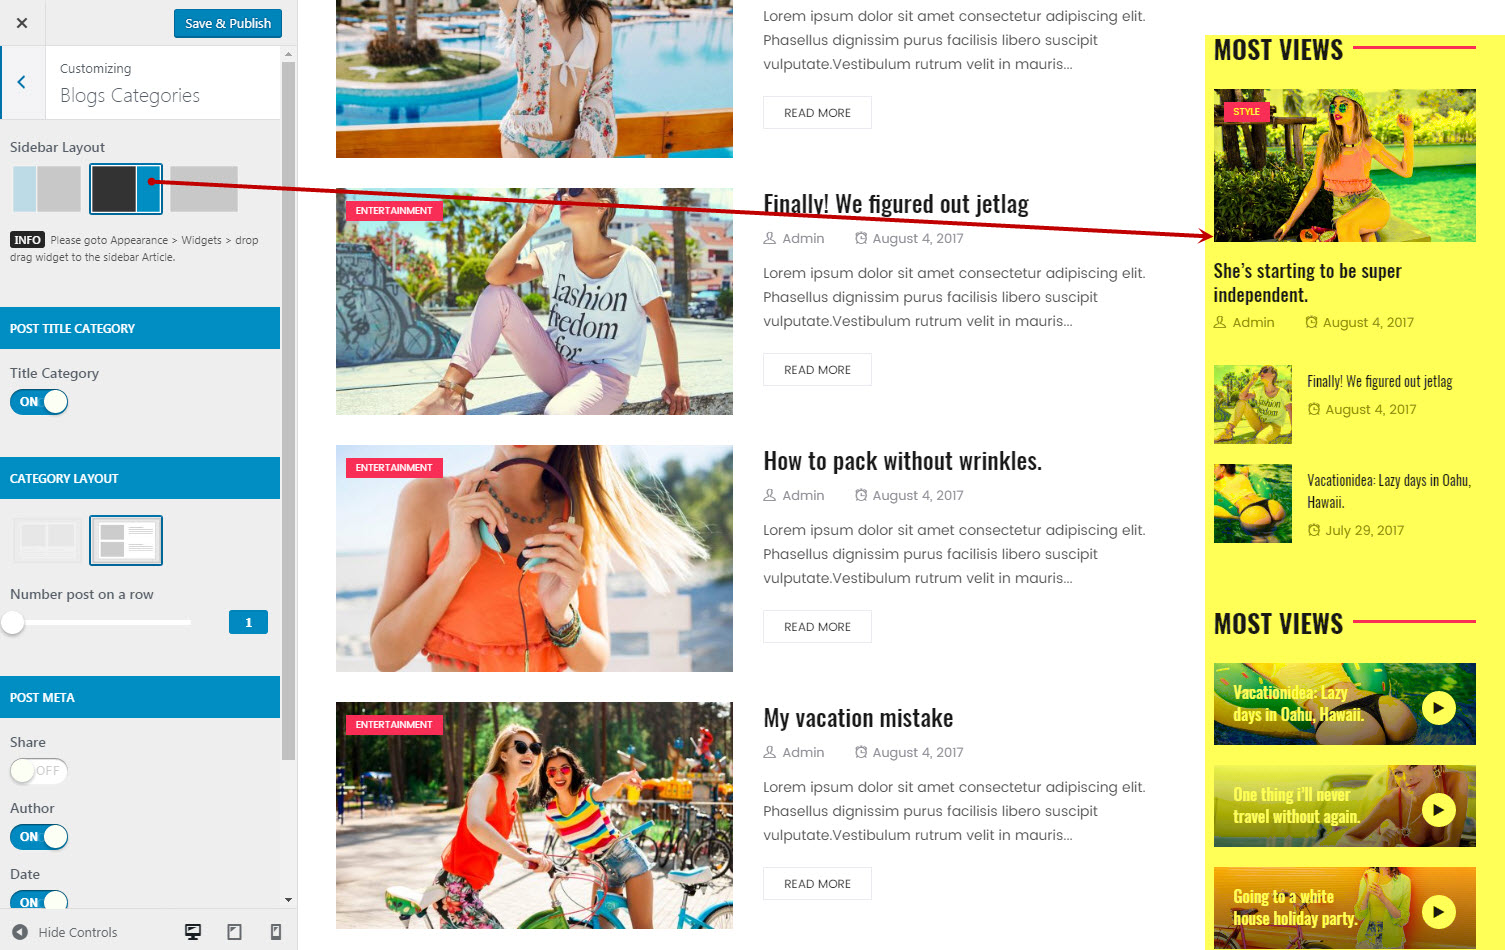 Save & Publish
Customizing
Blogs Categories
Sidebar Layout
INFO Please goto Appearance > Widgets > drop
drag widget to the sidebar Article.
POST TITLE CATEGORY
Title Category
ON
CATEGORY LAYOUT
Number post on a row
1
POST META
Share
OFF
Author
ON
Date
ON
Hide Controls
Lorem ipsum dolor sit amet consectetur adipiscing elit.
Phasellus dignissim purus facilisis libero suscipit
vulputate.Vestibulum rutrum velit in mauris...
READ MORE
ENTERTAINMENT
Fashion
freedom
for
Finally! We figured out jetlag
Admin August 4, 2017
Lorem ipsum dolor sit amet consectetur adipiscing elit.
Phasellus dignissim purus facilisis libero suscipit
vulputate.Vestibulum rutrum velit in mauris...
READ MORE
ENTERTAINMENT
How to pack without wrinkles.
Admin August 4, 2017
Lorem ipsum dolor sit amet consectetur adipiscing elit.
Phasellus dignissim purus facilisis libero suscipit
vulputate.Vestibulum rutrum velit in mauris...
READ MORE
ENTERTAINMENT
My vacation mistake
Admin August 4, 2017
Lorem ipsum dolor sit amet consectetur adipiscing elit.
Phasellus dignissim purus facilisis libero suscipit
vulputate.Vestibulum rutrum velit in mauris...
READ MORE
MOST VIEWS
STYLE
She's starting to be super
independent.
Admin August 4, 2017
Fashion
freedom
for
Finally! We figured out jetlag
August 4, 2017
Vacationidea: Lazy days in Oahu,
Hawaii.
July 29, 2017
MOST VIEWS
Vacationidea: Lazy
days in Oahu, Hawaii.
One thing i'll never
travel without again.
Going to a white
house holiday party.